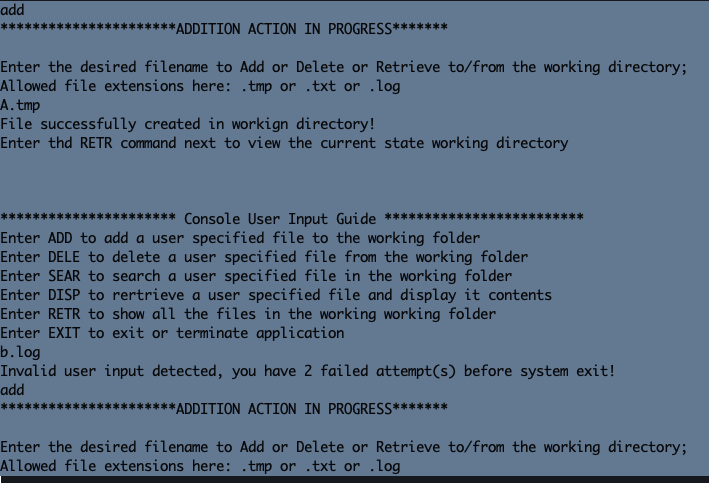 add
**********************ADDITION ACTION IN PROGRESS*******
Enter the desired filename to Add or Delete or Retrieve to/from the working directory;
Allowed file extensions here: .tmp or .txt or .log
A.tmp
File successfully created in workign directory!
Enter thd RETR command next to view the current state working directory
********************** Console User Input Guide *************************
Enter ADD to add a user specified file to the working folder
Enter DELE to delete a user specified file from the working folder
Enter SEAR to search a user specified file in the working folder
Enter DISP to rertrieve a user specified file and display it contents
Enter RETR to show all the files in the working working folder
Enter EXIT to exit or terminate application
b.log
Invalid user input detected, you have 2 failed attempt(s) before system exit!
add
**********************ADDITION ACTION IN PROGRESS*******
Enter the desired filename to Add or Delete or Retrieve to/from the working directory;
Allowed file extensions here: .tmp or .txt or .log